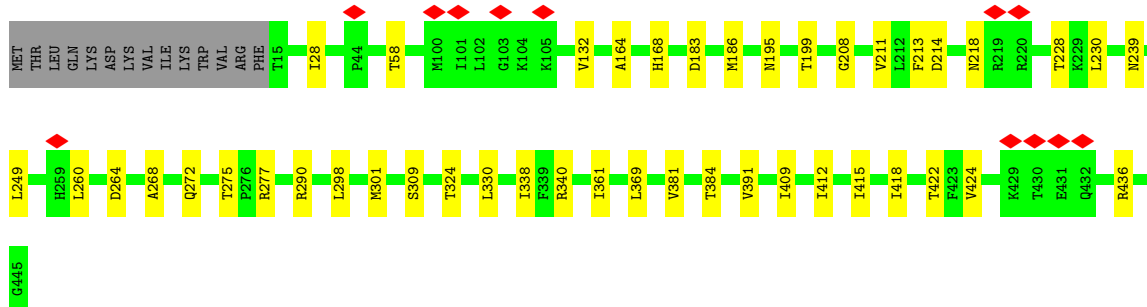 MET THR LEU GLN LYS ASP LYS VAL ILE LYS TRP VAL ARG PHE T15 I28 P44 T58 M100 I101 L102 G103 K104 K105 V132 A164 H168 D183 M186 N195 T199 G208 V211 L212 F213 D214 N218 R219 R220 T228 K229 L230 N239
L249 H259 L260 D264 A268 Q272 T275 P276 R277 R290 L298 M301 S309 T324 L330 I338 F339 R340 I361 L369 V381 T384 V391 I409 I412 I415 I418 T422 F423 V424 K429 T430 E431 Q432 R436
G445